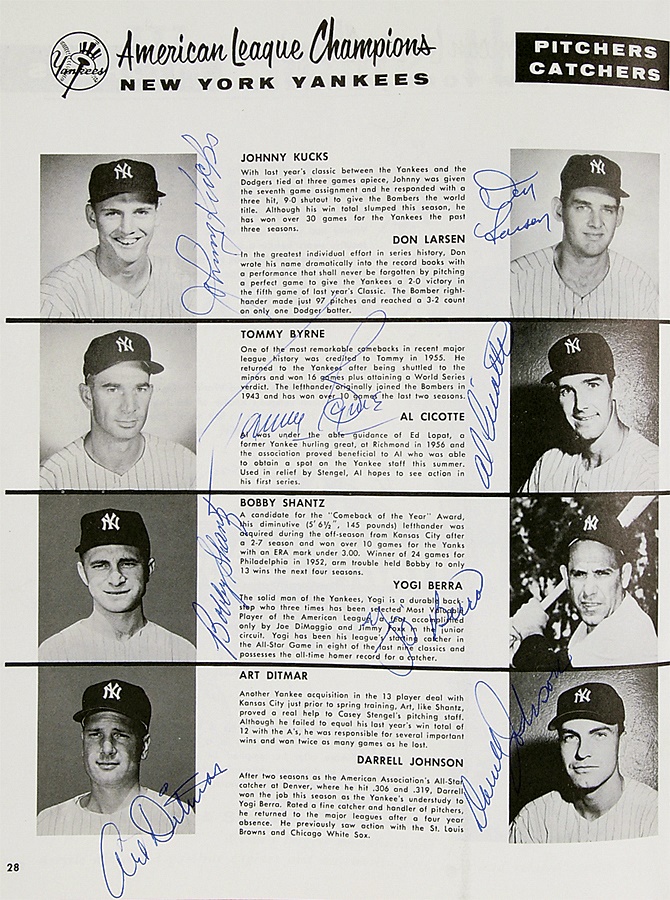 Yankees
American League Champions
NEW YORK YANKEES
PITCHERS
CATCHERS
JOHNNY KUCKS
With last year's classic between the Yankees and the
Dodgers tied at three games apiece, Johnny was given
the seventh game assignment and he responded with a
three hit, 9-0 shutout to give the Bombers the world
title. Although his win total slumped this season, he
has won over 30 games for the Yankees the past
three seasons.
Johnny Kucks
DON LARSEN
In the greatest individual effort in series history, Don
wrote his name dramatically into the record books with
a performance that shall never be forgotten by pitching
a perfect game to give the Yankees a 2-0 victory in
the fifth game of last year's Classic. The Bomber right-
hander made just 97 pitches and reached a 3-2 count
on only one Dodger batter.
Don
Larsen
TOMMY BYRNE
One of the most remarkable comebacks in recent major
league history was credited to Tommy in 1955. He
returned to the Yankees after being shuttled to the
minors and won 16 games plus attaining a World Series
verdict. The lefthander originally joined the Bombers in
1943 and has won over 10 games the last two seasons.
Tommy Byrne
AL CICOTTE
Al was under the able guidance of Ed Lopat, a
former Yankee hurling great, at Richmond in 1956 and
the association proved beneficial to Al who was able
to obtain a spot on the Yankee staff this summer.
Used in relief by Stengel, Al hopes to see action in
his first series.
Al Cicotte
BOBBY SHANTZ
A candidate for the "Comeback of the Year" Award,
this diminutive (5' 6½", 145 pounds) lefthander was
acquired during the off-season from Kansas City after
a 2-7 season and won over 10 games for the Yanks
with an ERA mark under 3.00. Winner of 24 games for
Philadelphia in 1952, arm trouble held Bobby to only
13 wins the next four seasons.
Bobby Shantz
YOGI BERRA
The solid man of the Yankees, Yogi is a durable back-
stop who three times has been selected Most Valuable
Player of the American League, a feat accomplished
only by Joe DiMaggio and Jimmy Foxx in the junior
circuit. Yogi has been his league's starting catcher in
the All-Star Game in eight of the last nine classics and
possesses the all-time homer record for a catcher.
Yogi Berra
ART DITMAR
Another Yankee acquisition in the 13 player deal with
Kansas City just prior to spring training, Art, like Shantz,
proved a real help to Casey Stengel's pitching staff.
Although he failed to equal his last year's win total of
12 with the A's, he was responsible for several important
wins and won twice as many games as he lost.
Art Ditmar
DARRELL JOHNSON
After two seasons as the American Association's All-Star
catcher at Denver, where he hit .306 and .319, Darrell
won the job this season as the Yankee's understudy to
Yogi Berra. Rated a fine catcher and handler of pitchers,
he returned to the major leagues after a four year
absence. He previously saw action with the St. Louis
Browns and Chicago White Sox.
Darrell Johnson
28